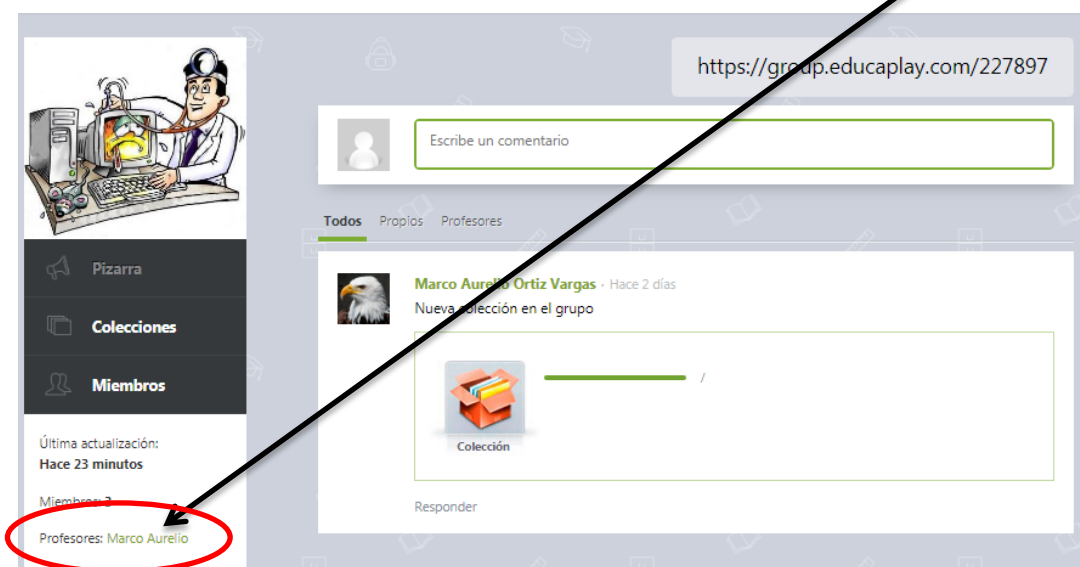 https://group.educaplay.com/227897
Escribe un comentario
Todos Propios Profesores
Pizarra
Colecciones
Miembros
Marco Aurelio Ortiz Vargas · Hace 2 días
Nueva colección en el grupo
/
Colección
Responder
Última actualización:
Hace 23 minutos
Miembros: 3
Profesores: Marco Aurelio